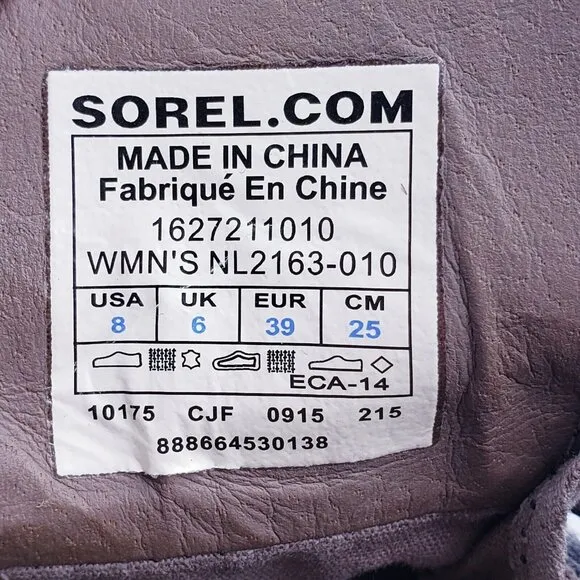 SOREL.COM
MADE IN CHINA
Fabriqué En Chine
1627211010
WMN'S NL2163-010
USA UK EUR CM
8 6 39 25
ECA-14
10175 CJF 0915 215
888664530138